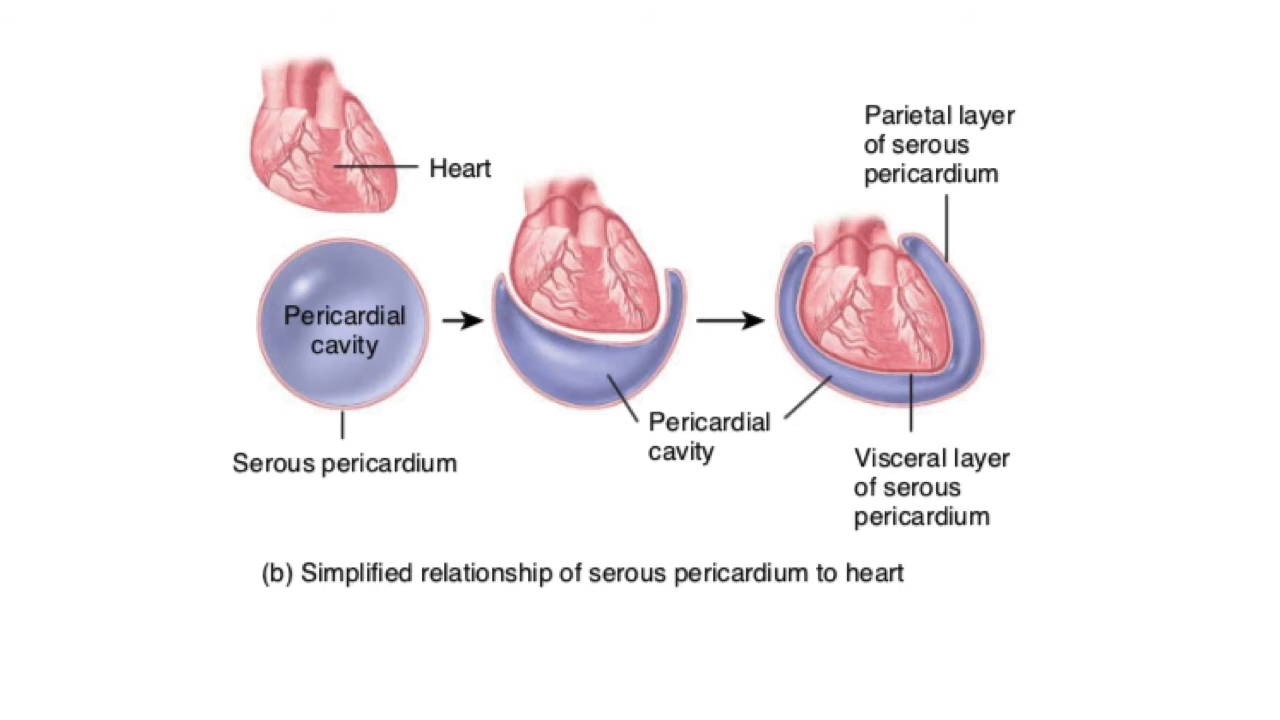 Heart
Parietal layer
of serous
pericardium
Pericardial
cavity
Serous pericardium
Pericardial
cavity
Visceral layer
of serous
pericardium
(b) Simplified relationship of serous pericardium to heart